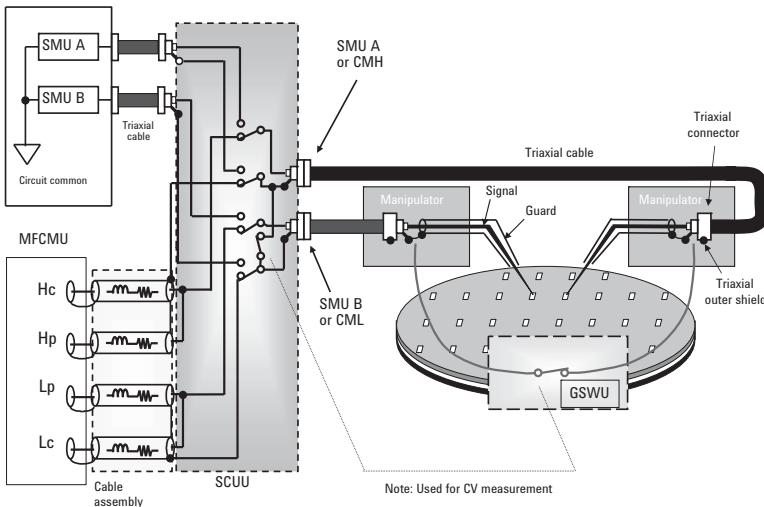 SMU A
SMU B
Triaxial
cable
Circuit common
SMU A
or CMH
Triaxial cable
Triaxial
connector
Manipulator
Signal
Guard
Manipulator
MFCMU
Hc
Hp
Lp
Lc
SMU B
or CML
Triaxial
outer shield
GSWU
SCUU
Cable
assembly
Note: Used for CV measurement